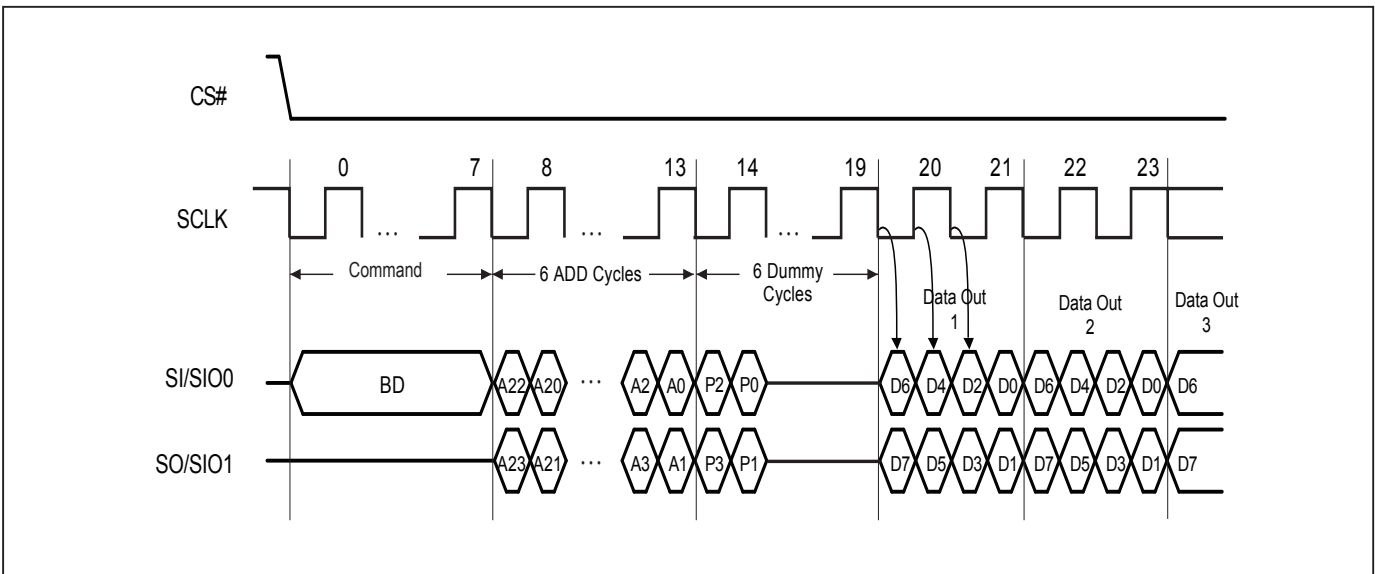 CS#
0 7 8 13 14 19 20 21 22 23
SCLK
... ... ...
Command 6 ADD Cycles 6 Dummy
Cycles
Data Out
1
Data Out
2
Data Out
3
SI/SIO0 BD A22 A20 ... A2 A0 P2 P0 D6 D4 D2 D0 D6 D4 D2 D0 D6
SO/SIO1 A23 A21 ... A3 A1 P3 P1 D7 D5 D3 D1 D7 D5 D3 D1 D7